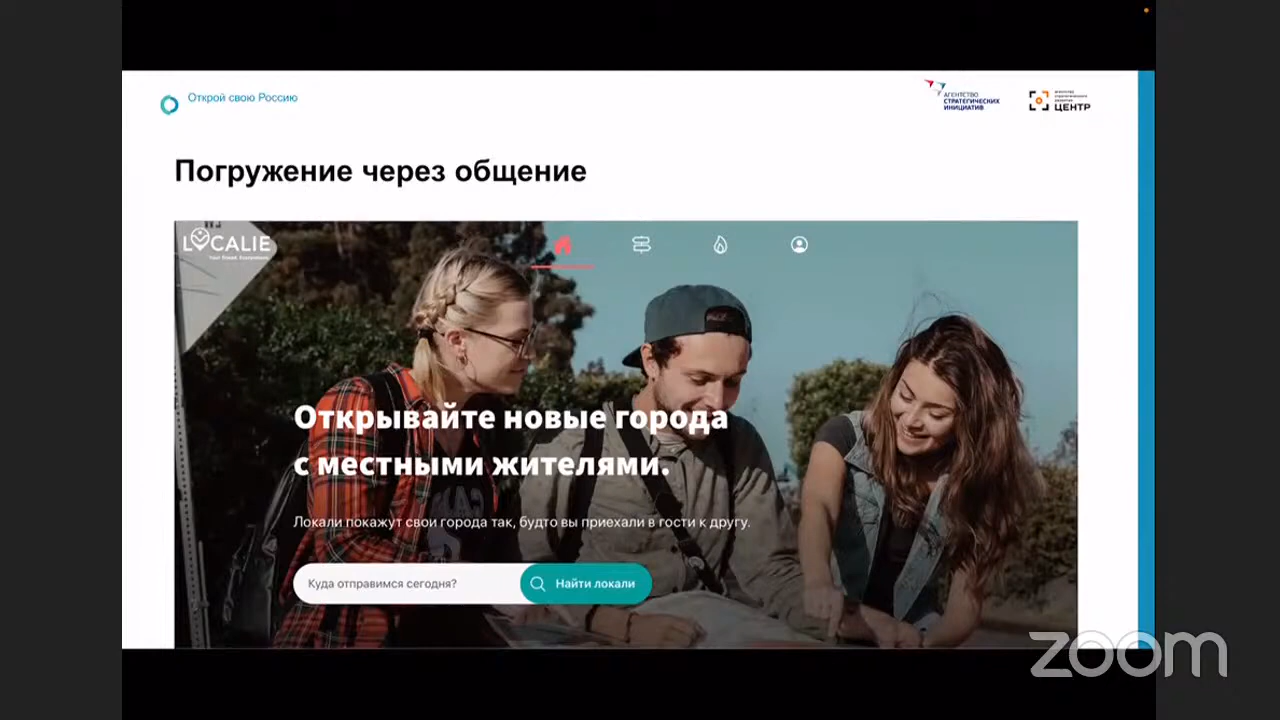 Открой свою Россию
АГЕНТСТВО
СТРАТЕГИЧЕСКИХ
ИНИЦИАТИВ
ЦЕНТР
Погружение через общение
LOCALIE
Открывайте новые города
с местными жителями.
Локали покажут свои города так, будто вы приехали в гости к другу.
Куда отправимся сегодня?
Найти локали
zoom